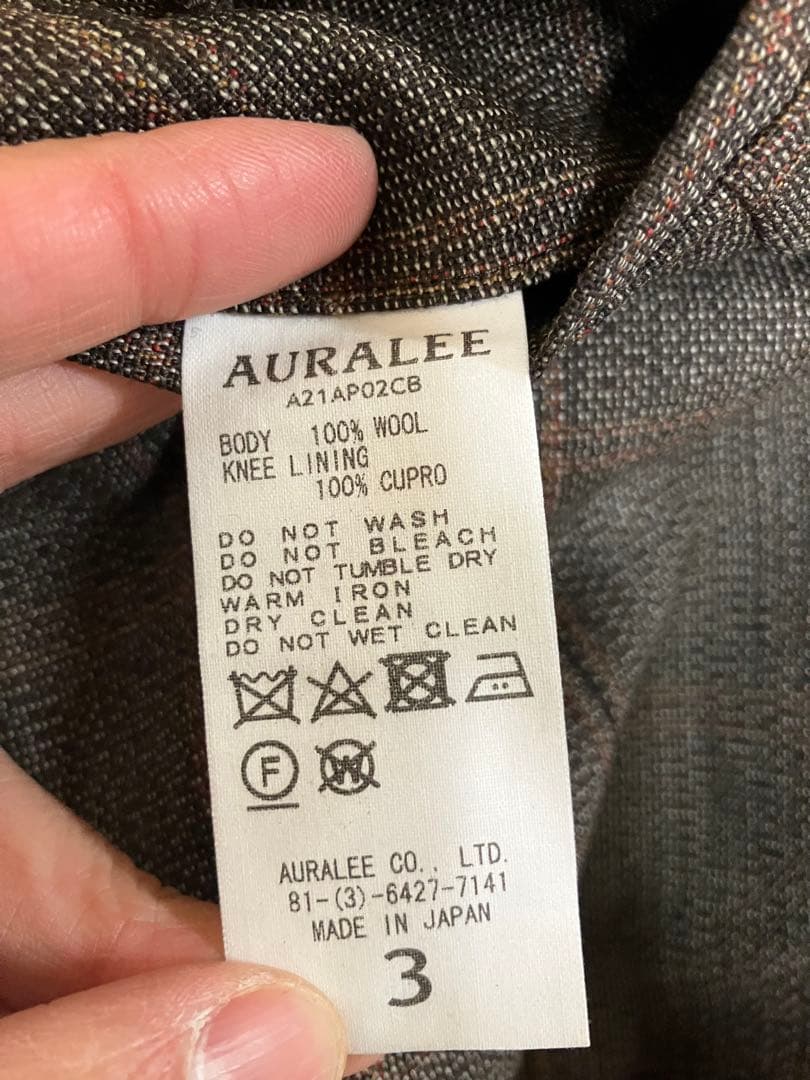 AURALEE
A21AP02CB
BODY 100% WOOL
KNEE LINING
100% CUPRO
DO NOT WASH
DO NOT BLEACH
DO NOT TUMBLE DRY
WARM IRON
DRY CLEAN
DO NOT WET CLEAN
F W
AURALEE CO., LTD.
81-(3)-6427-7141
MADE IN JAPAN
3